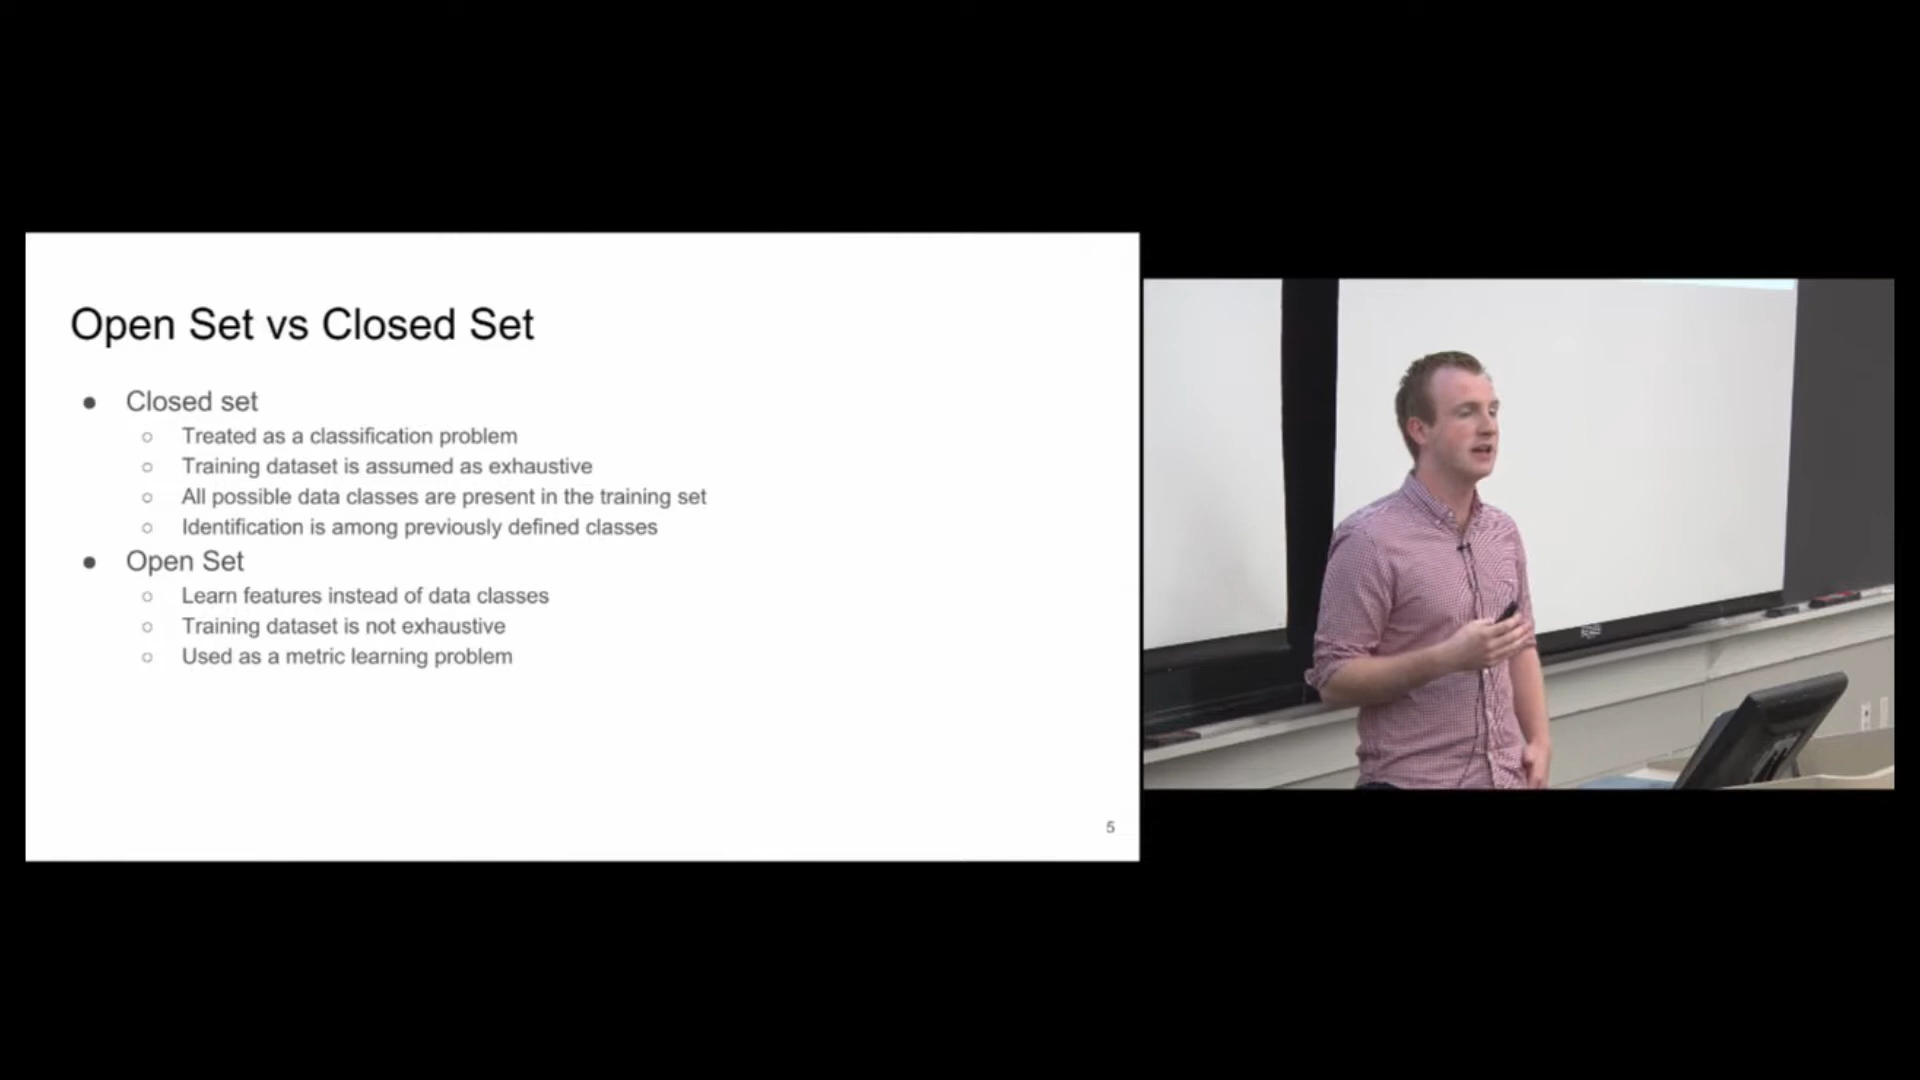 Open Set vs Closed Set
● Closed set
○ Treated as a classification problem
○ Training dataset is assumed as exhaustive
○ All possible data classes are present in the training set
○ Identification is among previously defined classes
● Open Set
○ Learn features instead of data classes
○ Training dataset is not exhaustive
○ Used as a metric learning problem
5